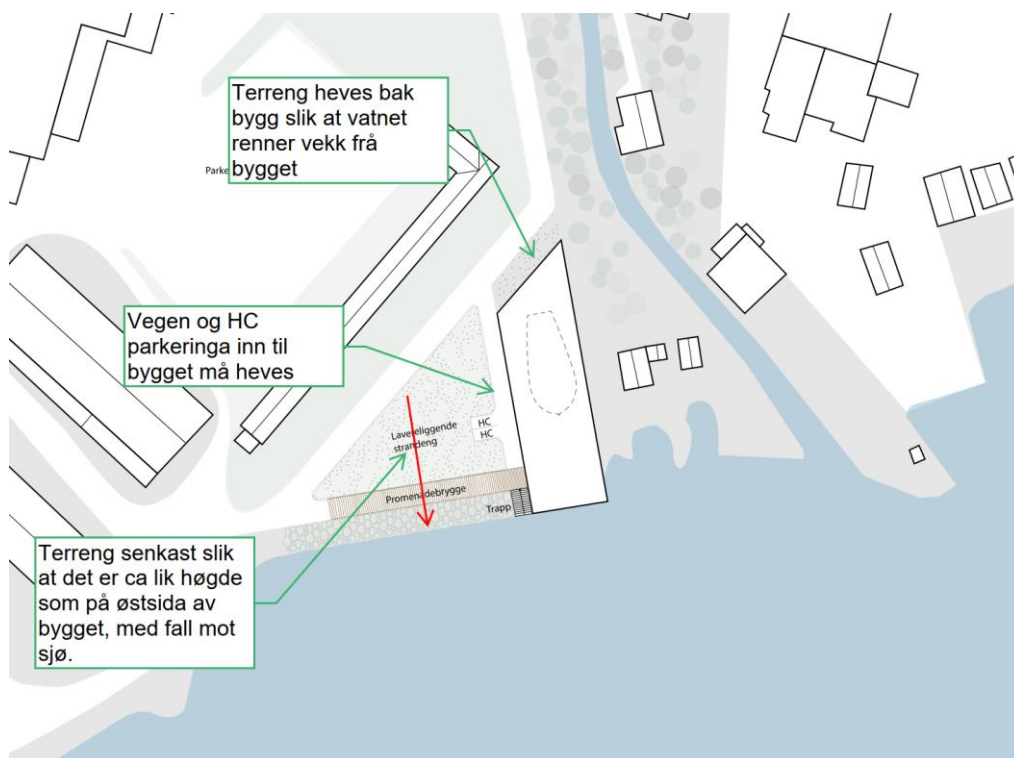 Terreng heves bak
bygg slik at vatnet
renner vekk frå
bygget
Parke
Vegen og HC
parkeringa inn til
bygget må heves
HC
HC
Lavereliggende
strandeng
Promenadebrygge
Trapp
Terreng senkast slik
at det er ca lik høgde
som på østsida av
bygget, med fall mot
sjø.